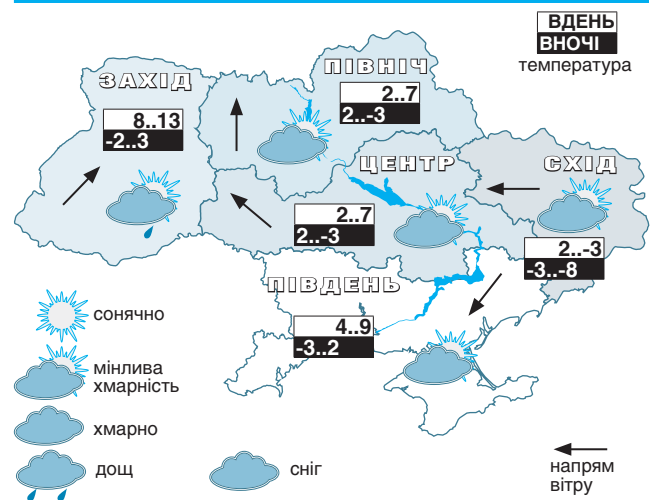 ВДЕНЬ
ВНОЧІ
температура
ЗАХІД
8..13
-2..3
ПІВНІЧ
2..7
2..-3
ЦЕНТР
2..7
2..-3
СХІД
2..-3
-3..-8
ПІВДЕНЬ
4..9
-3..2
сонячно
мінлива
хмарність
хмарно
дощ
сніг
напрям
вітру